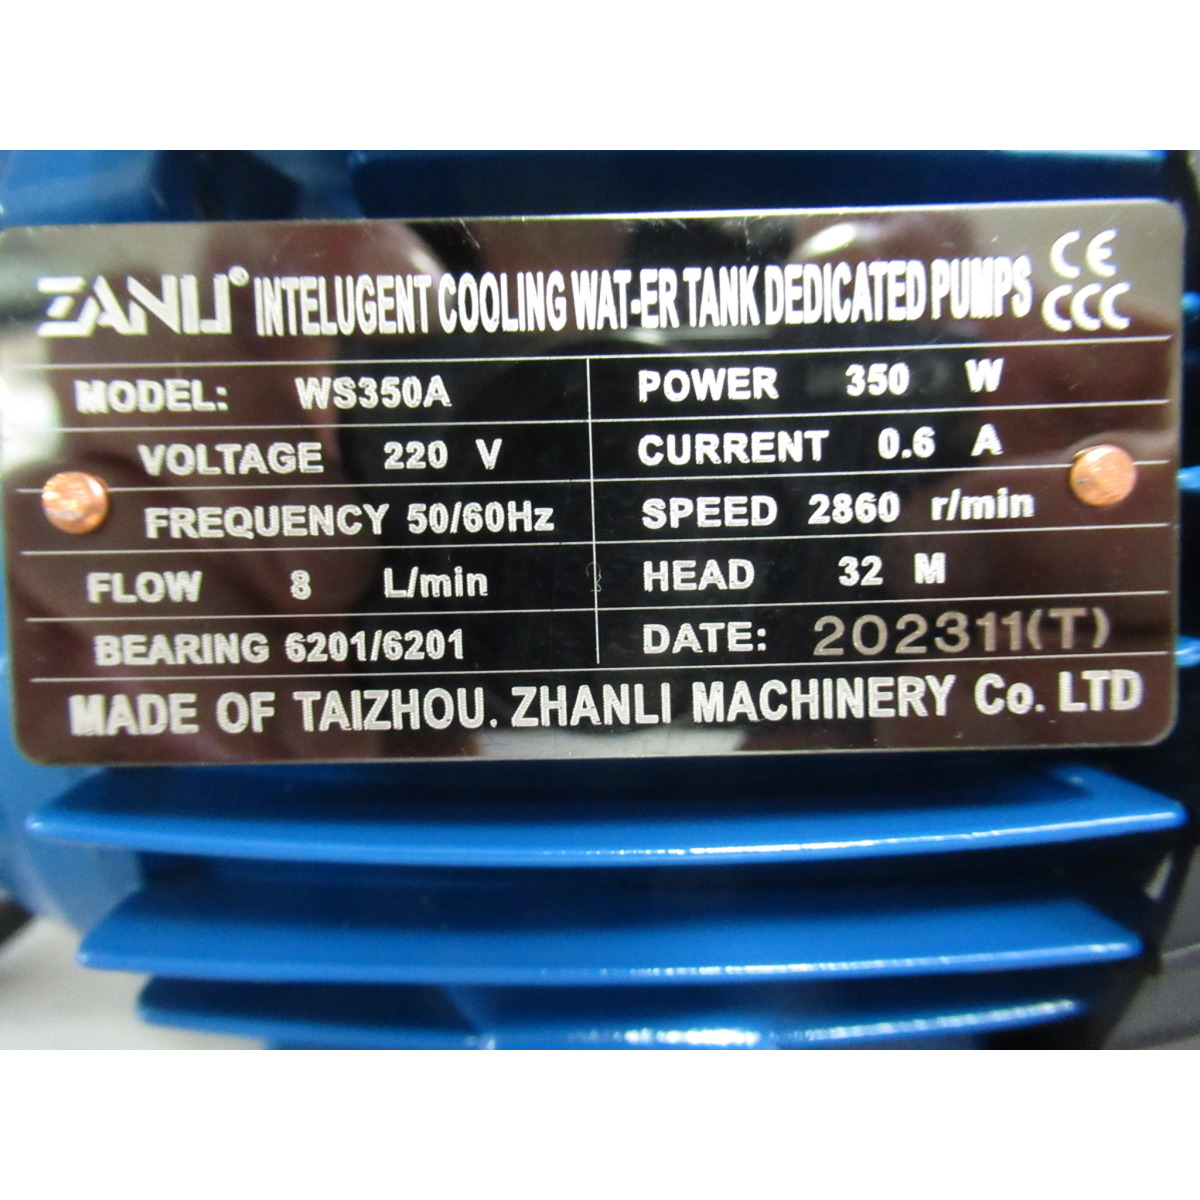 ZANLI® INTELUGENT COOLING WAT-ER TANK DEDICATED PUMPS CE
CCC
MODEL: WS350A POWER 350 W
VOLTAGE 220 V CURRENT 0.6 A
FREQUENCY 50/60Hz SPEED 2860 r/min
FLOW 8 L/min HEAD 32 M
BEARING 6201/6201 DATE: 202311(T)
MADE OF TAIZHOU. ZHANLI MACHINERY Co. LTD